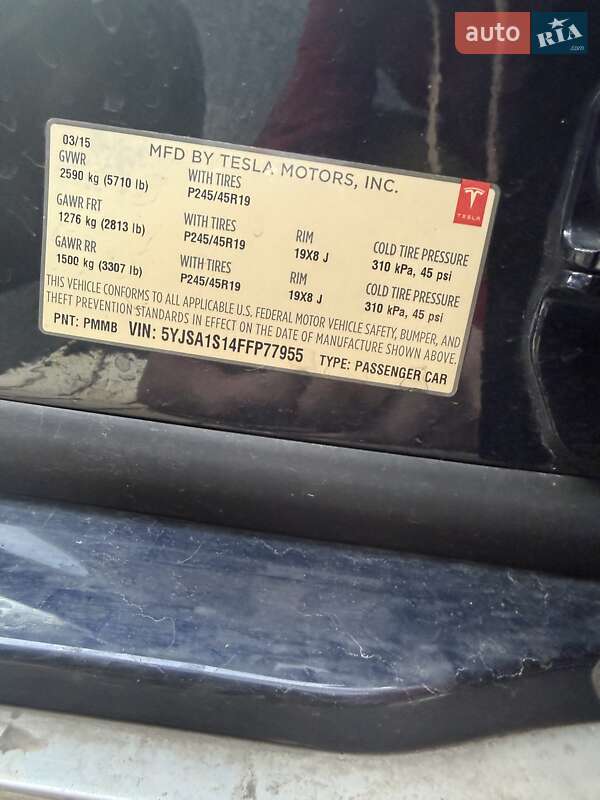 auto RIA.com
03/15 MFD BY TESLA MOTORS, INC.
GVWR
2590 kg (5710 lb) WITH TIRES P245/45R19
GAWR FRT
1276 kg (2813 lb) WITH TIRES P245/45R19 RIM 19X8 J COLD TIRE PRESSURE 310 kPa, 45 psi
GAWR RR
1500 kg (3307 lb) WITH TIRES P245/45R19 RIM 19X8 J COLD TIRE PRESSURE 310 kPa, 45 psi
TESLA
THIS VEHICLE CONFORMS TO ALL APPLICABLE U.S. FEDERAL MOTOR VEHICLE SAFETY, BUMPER, AND
THEFT PREVENTION STANDARDS IN EFFECT ON THE DATE OF MANUFACTURE SHOWN ABOVE.
PNT: PMMB VIN: 5YJSA1S14FFP77955 TYPE: PASSENGER CAR